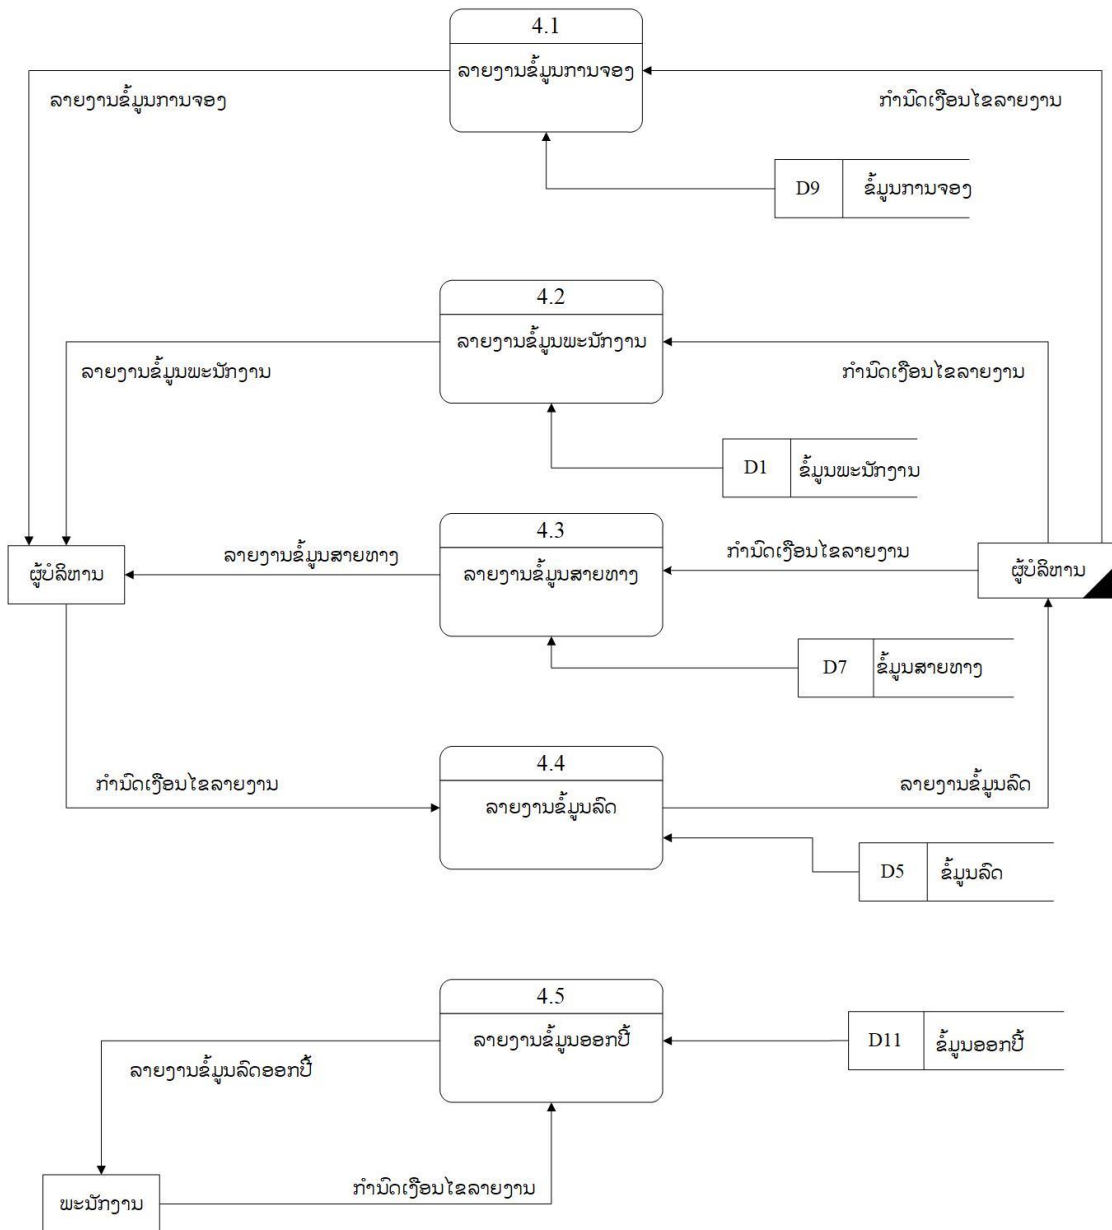 4.1
ລາຍງານຂໍ້ມູນການຈອງ
ລາຍງານຂໍ້ມູນການຈອງ
ກຳນົດເງືອນໄຂລາຍງານ
D9
ຂໍ້ມູນການຈອງ
4.2
ລາຍງານຂໍ້ມູນພະນັກງານ
ລາຍງານຂໍ້ມູນພະນັກງານ
ກຳນົດເງືອນໄຂລາຍງານ
D1
ຂໍ້ມູນພະນັກງານ
4.3
ລາຍງານຂໍ້ມູນສາຍທາງ
ລາຍງານຂໍ້ມູນສາຍທາງ
ກຳນົດເງືອນໄຂລາຍງານ
ຜູ້ບໍລິຫານ
ຜູ້ບໍລິຫານ
D7
ຂໍ້ມູນສາຍທາງ
4.4
ລາຍງານຂໍ້ມູນລົດ
ກຳນົດເງືອນໄຂລາຍງານ
ລາຍງານຂໍ້ມູນລົດ
D5
ຂໍ້ມູນລົດ
4.5
ລາຍງານຂໍ້ມູນອອກປີ້
D11
ຂໍ້ມູນອອກປີ້
ລາຍງານຂໍ້ມູນລົດອອກປີ້
ພະນັກງານ
ກຳນົດເງືອນໄຂລາຍງານ